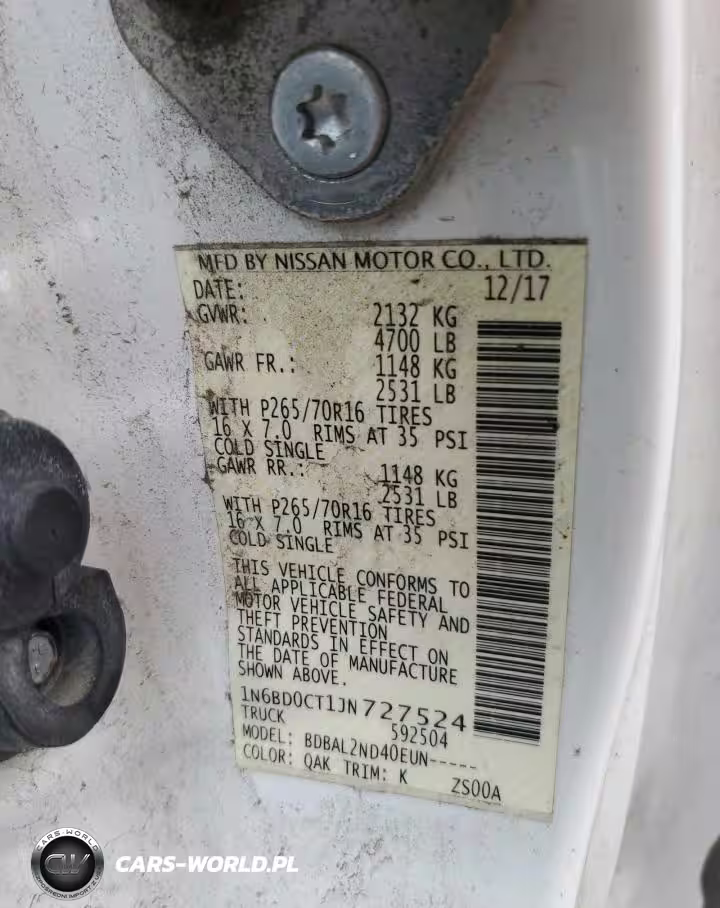 MFD BY NISSAN MOTOR CO., LTD.
DATE: 12/17
GVWR: 2132 KG
4700 LB
GAWR FR.: 1148 KG
2531 LB
WITH P265/70R16 TIRES
16 X 7.0 RIMS AT 35 PSI
COLD SINGLE
GAWR RR.: 1148 KG
2531 LB
WITH P265/70R16 TIRES
16 X 7.0 RIMS AT 35 PSI
COLD SINGLE
THIS VEHICLE CONFORMS TO
ALL APPLICABLE FEDERAL
MOTOR VEHICLE SAFETY AND
THEFT PREVENTION
STANDARDS IN EFFECT ON
THE DATE OF MANUFACTURE
SHOWN ABOVE.
1N6BD0CT1JN727524
TRUCK 592504
MODEL: BDBAL2ND40EUN-----
COLOR: QAK TRIM: K ZS00A
CARS-WORLD
CW
CARS-WORLD.PL